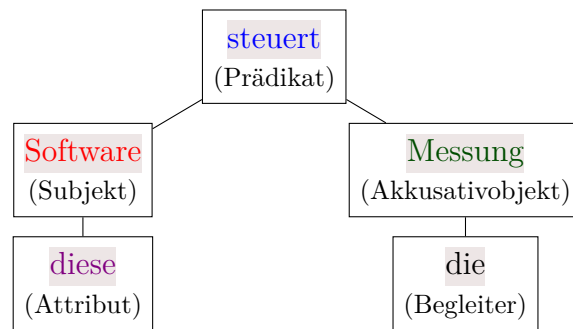 steuert
(Prädikat)
Software
(Subjekt)
Messung
(Akkusativobjekt)
diese
(Attribut)
die
(Begleiter)